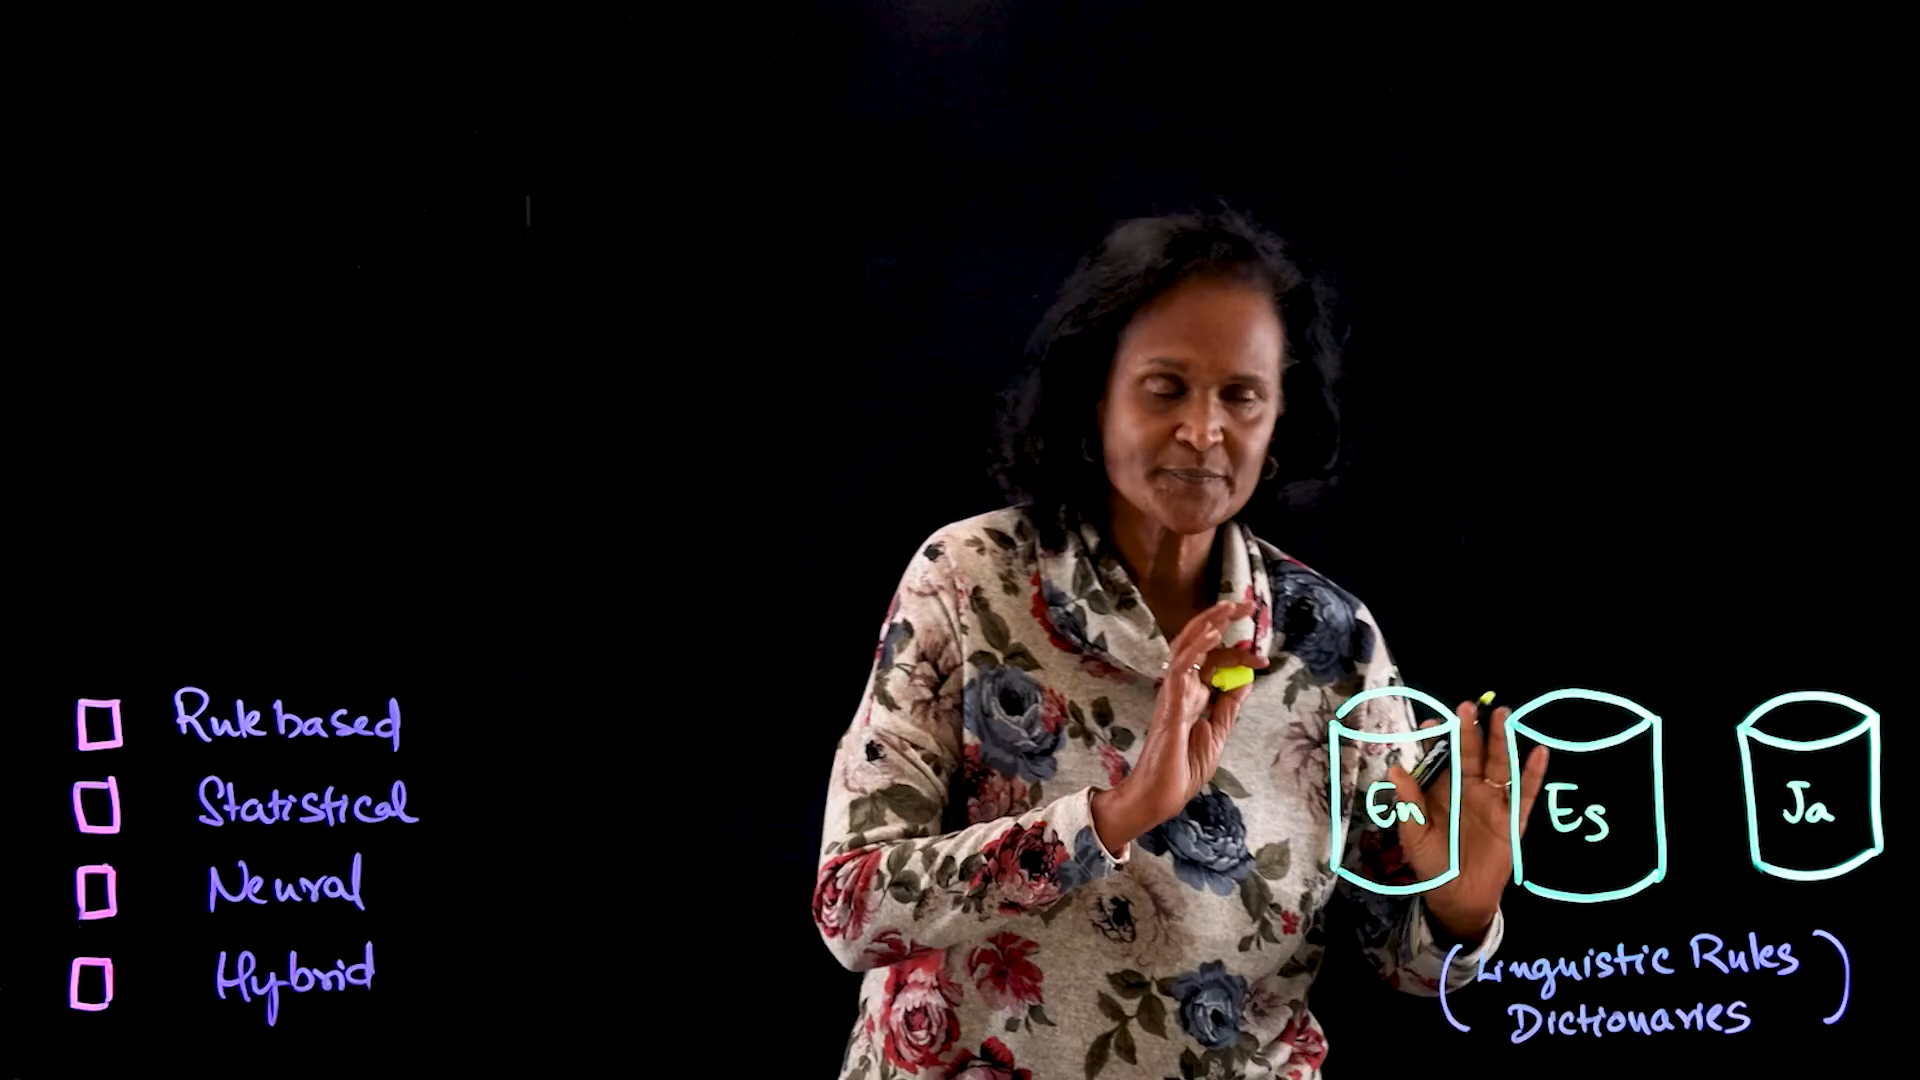 Rule based
Statistical
Neural
Hybrid
En
Es
Ja
(Linguistic Rules
Dictionaries)